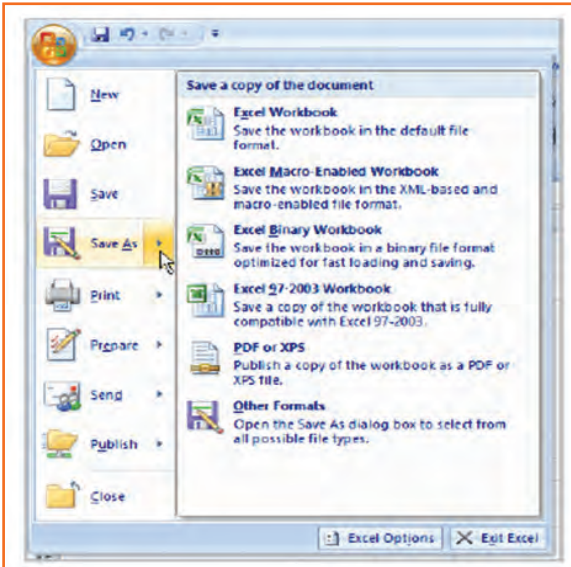 New
Open
Save
Save As
Print
Prepare
Send
Publish
Close
Save a copy of the document
Excel Workbook
Save the workbook in the default file
format.
Excel Macro-Enabled Workbook
Save the workbook in the XML-based and
macro-enabled file format.
Excel Binary Workbook
Save the workbook in a binary file format
optimized for fast loading and saving.
Excel 97-2003 Workbook
Save a copy of the workbook that is fully
compatible with Excel 97-2003.
PDF or XPS
Publish a copy of the workbook as a PDF or
XPS file.
Other Formats
Open the Save As dialog box to select from
all possible file types.
Excel Options
Exit Excel